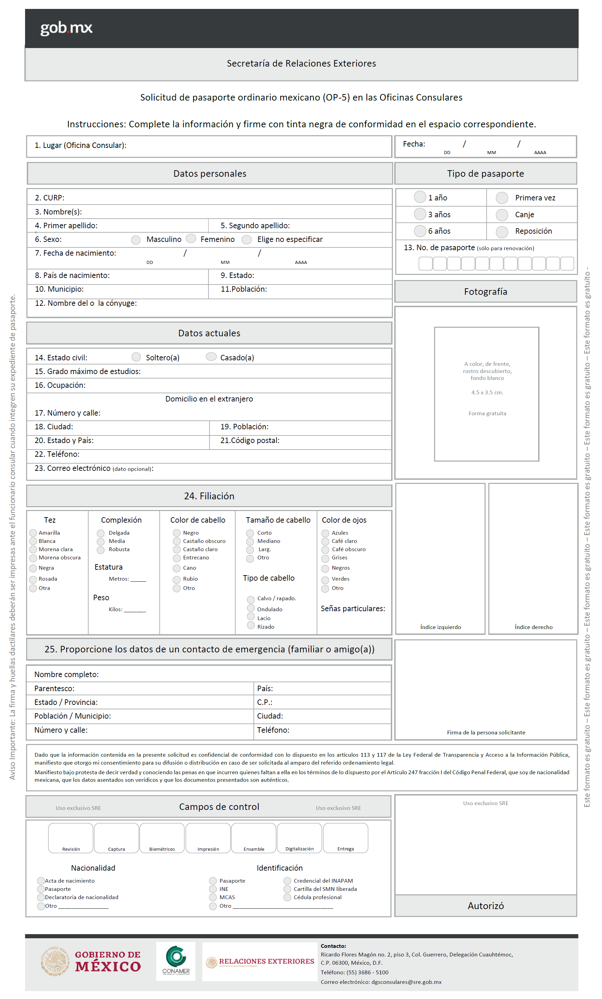 gob.mx
Secretaría de Relaciones Exteriores
Solicitud de pasaporte ordinario mexicano (OP-5) en las Oficinas Consulares
Instrucciones: Complete la información y firme con tinta negra de conformidad en el espacio correspondiente.
1. Lugar (Oficina Consular):
Fecha: / /
DD MM AAAA
Datos personales
2. CURP:
3. Nombre(s):
4. Primer apellido: 5. Segundo apellido:
6. Sexo: Masculino Femenino Elige no especificar
7. Fecha de nacimiento: / /
DD MM AAAA
8. País de nacimiento: 9. Estado:
10. Municipio: 11.Población:
12. Nombre del o  la cónyuge:
Tipo de pasaporte
1 año Primera vez
3 años Canje
6 años Reposición
13. No. de pasaporte (sólo para renovación)
Fotografía
A color, de frente,
rostro descubierto,
fondo blanco
4.5 x 3.5 cm.
Forma gratuita
Datos actuales
14. Estado civil: Soltero(a) Casado(a)
15. Grado máximo de estudios:
16. Ocupación:
Domicilio en el extranjero
17. Número y calle:
18. Ciudad: 19. Población:
20. Estado y País: 21.Código postal:
22. Teléfono:
23. Correo electrónico (dato opcional):
24. Filiación
Tez
Amarilla
Blanca
Morena clara
Morena obscura
Negra
Rosada
Otra
Complexión
Delgada
Media
Robusta
Estatura
Metros: _____
Peso
Kilos: _______
Color de cabello
Negro
Castaño obscuro
Castaño claro
Entrecano
Cano
Rubio
Otro
Tamaño de cabello
Corto
Mediano
Larg.
Otro
Tipo de cabello
Calvo / rapado.
Ondulado
Lacio
Rizado
Color de ojos
Azules
Café claro
Café obscuro
Grises
Negros
Verdes
Otro
Señas particulares:
Índice izquierdo Índice derecho
25. Proporcione los datos de un contacto de emergencia (familiar o amigo(a))
Nombre completo:
Parentesco: País:
Estado / Provincia: C.P.:
Población / Municipio: Ciudad:
Número y calle: Teléfono:
Firma de la persona solicitante
Dado que la información contenida en la presente solicitud es confidencial de conformidad con lo dispuesto en los artículos 113 y 117 de la Ley Federal de Transparencia y Acceso a la Información Pública,
manifiesto que otorgo mi consentimiento para su difusión o distribución en caso de ser solicitada al amparo del referido ordenamiento legal.
Manifiesto bajo protesta de decir verdad y conociendo las penas en que incurren quienes faltan a ella en los términos de lo dispuesto por el Artículo 247 fracción I del Código Penal Federal, que soy de nacionalidad
mexicana, que los datos asentados son verídicos y que los documentos presentados son auténticos.
Uso exclusivo SRE Campos de control Uso exclusivo SRE
Revisión Captura Biométricos Impresión Ensamble Digitalización Entrega
Nacionalidad
Acta de nacimiento
Pasaporte
Declaratoria de nacionalidad
Otro ________________
Identificación
Pasaporte Credencial del INAPAM
INE Cartilla del SMN liberada
MCAS Cédula profesional
Otro ________________________________
Uso exclusivo SRE
Autorizó
Aviso Importante: La firma y huellas dactilares deberán ser impresas ante el funcionario consular cuando integren su expediente de pasaporte.
Este formato es gratuito – Este formato es gratuito – Este formato es gratuito – Este formato es gratuito – Este formato es gratuito – Este formato es gratuito -
GOBIERNO DE
MÉXICO
CONAMER
RELACIONES EXTERIORES
SECRETARÍA DE RELACIONES EXTERIORES
Contacto:
Ricardo Flores Magón no. 2, piso 3, Col. Guerrero, Delegación Cuauhtémoc,
C.P. 06300, México, D.F.
Teléfono: (55) 3686 - 5100
Correo electrónico: dgsconsulares@sre.gob.mx